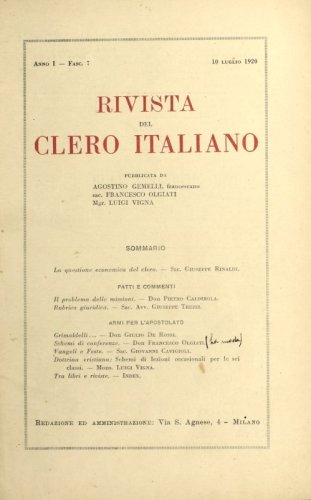 ANNO I — FASC. 7 10 LUGLIO 1920
RIVISTA
DEL
CLERO ITALIANO
PUBBLICATA DA
AGOSTINO GEMELLI, francescano
sac. FRANCESCO OLGIATI
Mgr. LUIGI VIGNA
SOMMARIO
La questione economica del clero. — Sac. GIUSEPPE RINALDI.
FATTI E COMMENTI
Il problema delle missioni. — DON PIETRO CALDIROLA.
Rubrica giuridica. — SAC. AVV. GIUSEPPE TREZZI.
ARMI PER L'APOSTOLATO
Grimaldelli... — DON GIULIO DE ROSSI.
Schemi di conferenze. — DON FRANCESCO OLGIATI (La moda)
Vangeli e Feste. — SAC. GIOVANNI CAVIGIOLI.
Dottrina cristiana: Schemi di lezioni occasionali per le sei
classi. — MONS. LUIGI VIGNA.
Tra libri e riviste. — INDEX.
REDAZIONE ED AMMINISTRAZIONE: VIA S. AGNESE, 4 - MILANO